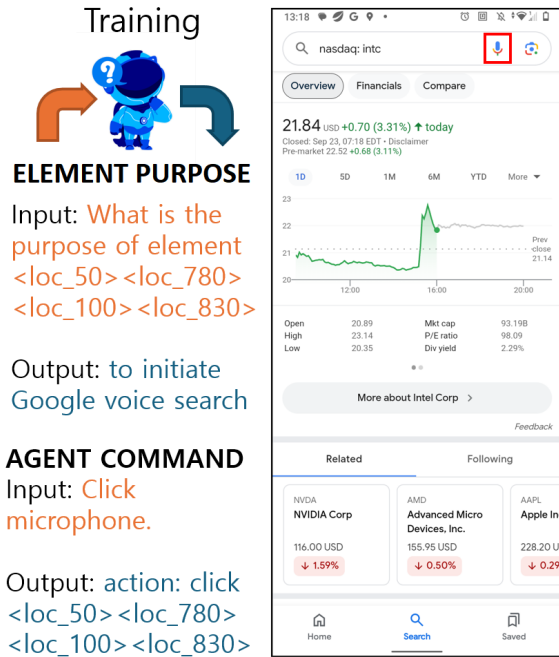 Training
?
ELEMENT PURPOSE
Input: What is the
purpose of element
<loc_50><loc_780>
<loc_100><loc_830>
Output: to initiate
Google voice search
AGENT COMMAND
Input: Click
microphone.
Output: action: click
<loc_50><loc_780>
<loc_100><loc_830>
13:18 G
nasdaq: intc
Overview Financials Compare
21.84 USD +0.70 (3.31%) ↑ today
Closed: Sep 23, 07:18 EDT • Disclaimer
Pre-market 22.52 +0.68 (3.11%)
1D 5D 1M 6M YTD More
23
22
21
20
Prev
close
21.14
12:00 16:00 20:00
Open 20.89 Mkt cap 93.19B
High 23.14 P/E ratio 98.09
Low 20.35 Div yield 2.29%
More about Intel Corp >
Feedback
Related Following
NVDA
NVIDIA Corp
116.00 USD
↓ 1.59%
AMD
Advanced Micro
Devices, Inc.
155.95 USD
↓ 0.50%
AAPL
Apple In
228.20 U
↓ 0.29
Home Search Saved